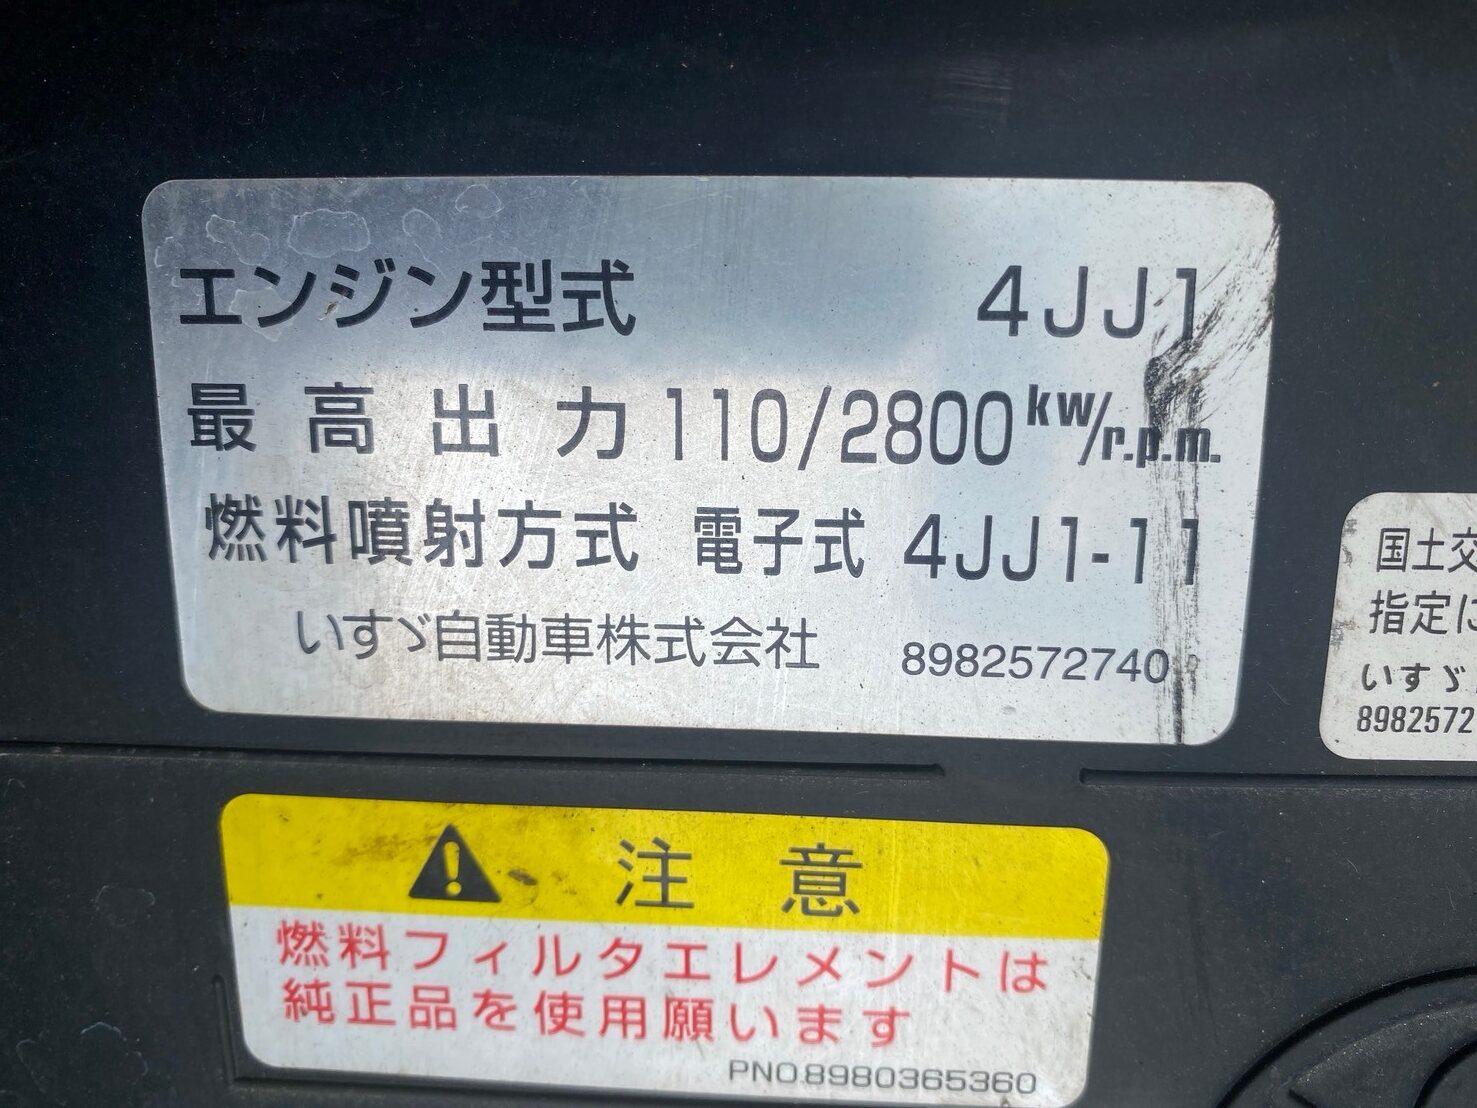 エンジン型式 4JJ1
最高出力 110/2800 kW/r.p.m.
燃料噴射方式 電子式 4JJ1-11
いすゞ自動車株式会社 8982572740
国土交
指定に
いすゞ
8982572
注意
燃料フィルタエレメントは
純正品を使用願います
PNO.8980365360